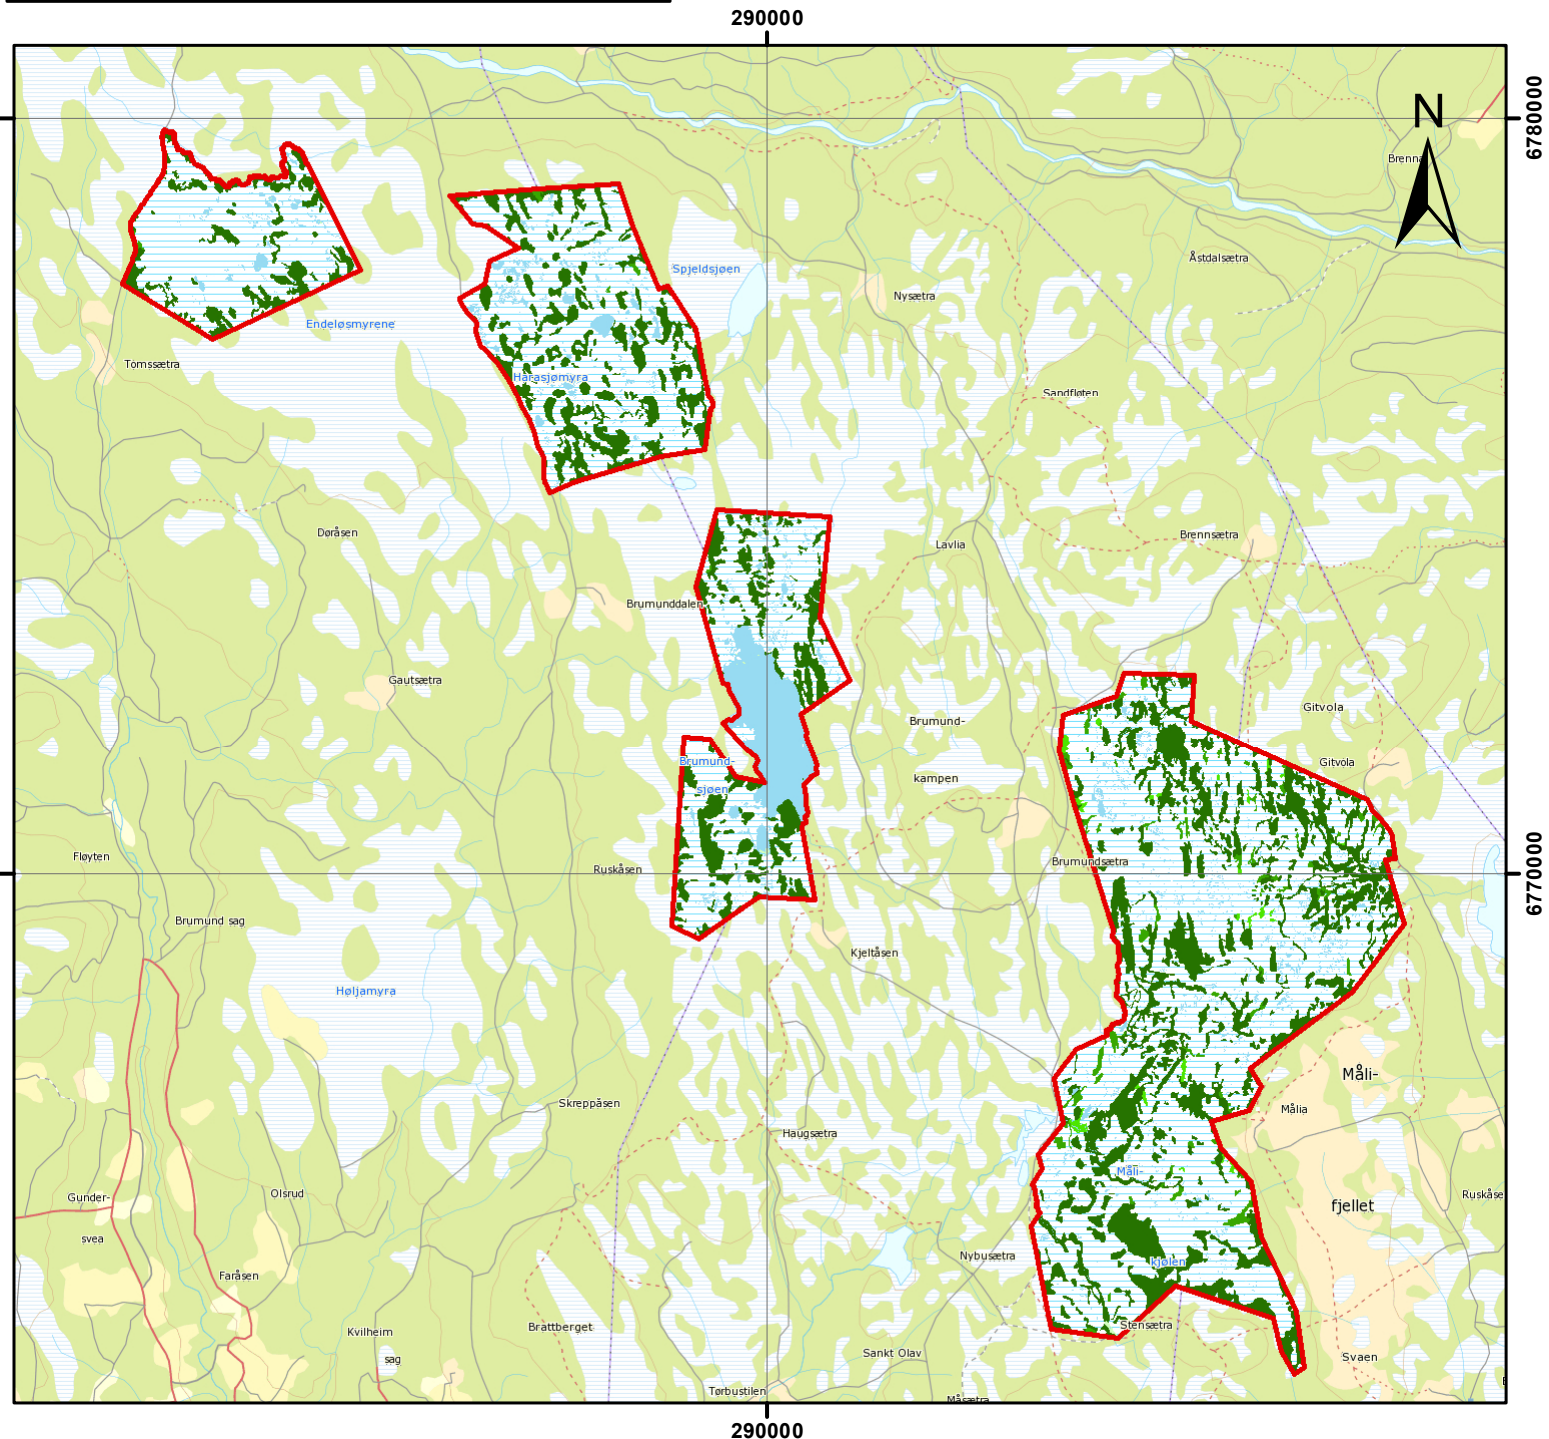 290000
6780000
N
Brenna
Åstdalsætra
Spjeldsjøen
Nysætra
Endeløsmyrene
Tomssætra
Harasjømyra
Sandfløten
Døråsen
Brennsætra
Lavlia
Brumunddalen
Gautsætra
Gitvola
Brumund-
kampen
Gitvola
Brumund-
sjøen
Fløyten
Ruskåsen
Brumundsætra
6770000
Brumund sag
Kjeltåsen
Høljamyra
Måli-
fjellet
Skreppåsen
Målia
Haugsætra
Måli-
kjølen
Gunder-
svea
Olsrud
Ruskåse
Nybusætra
Faråsen
Kvilheim
sag
Brattberget
Stensætra
Sankt Olav
Svaen
Tørbustilen
Måsætra
290000